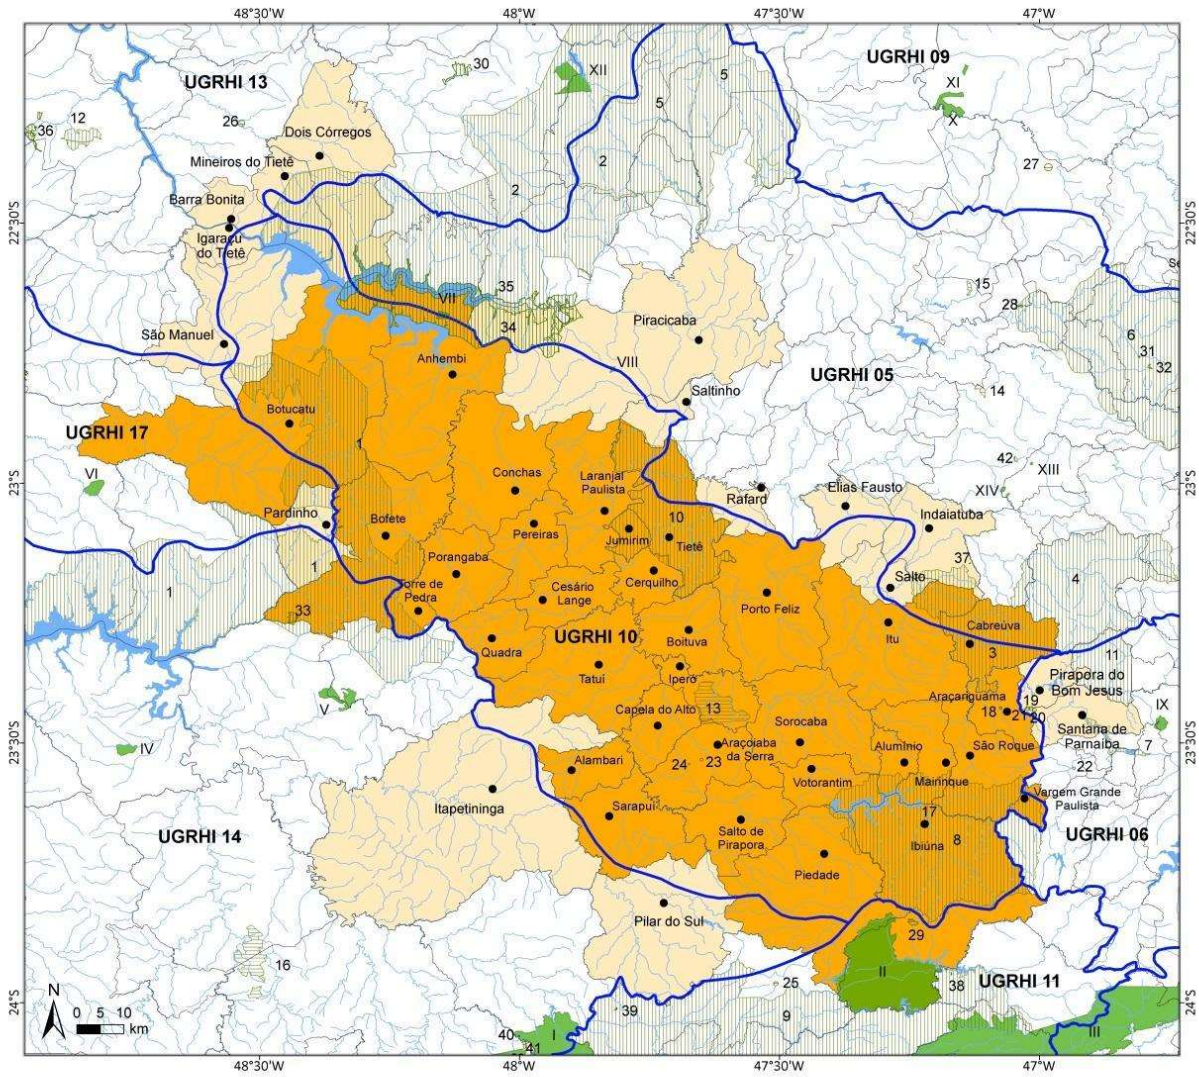 48°30'W
48°W
47°30'W
47°W
UGRHI 13
30
XII
5
UGRHI 09
XI
X
36
12
26
Dois Córregos
5
2
27
Mineiros do Tietê
2
Barra Bonita
22°30'S
22°30'S
Igaraçu
do Tietê
35
VII
34
15
28
São Manuel
Piracicaba
6
31
32
Anhembi
VIII
UGRHI 05
Saltinho
14
Botucatu
UGRHI 17
1
42
XIII
VI
Conchas
Laranjal
Paulista
23°S
23°S
Rafard
Elias Fausto
XIV
Pardinho
Bofete
Pereiras
Jumirim
10
Tietê
Indaiatuba
37
Porangaba
1
1
Cerquilho
Salto
4
Torre de
Pedra
Cesário
Lange
Porto Feliz
33
UGRHI 10
Boituva
Itu
Cabreúva
3
Quadra
Tatuí
Iperó
11
Pirapora do
Bom Jesus
V
Capela do Alto
13
Araçariguama
18
21
19
20
IX
Sorocaba
Santana de
Parnaíba
7
IV
23°30'S
23°30'S
Alambari
24
23
Araçoiaba
da Serra
Alumínio
São Roque
22
Votorantim
Mairinque
Itapetininga
Sarapuí
Vargem Grande
Paulista
17
UGRHI 14
Salto de
Pirapora
Ibiúna
8
UGRHI 06
Piedade
Pilar do Sul
29
16
II
UGRHI 11
N
25
38
24°S
24°S
0 5 10
km
39
9
40
41
I
III
48°30'W
48°W
47°30'W
47°W